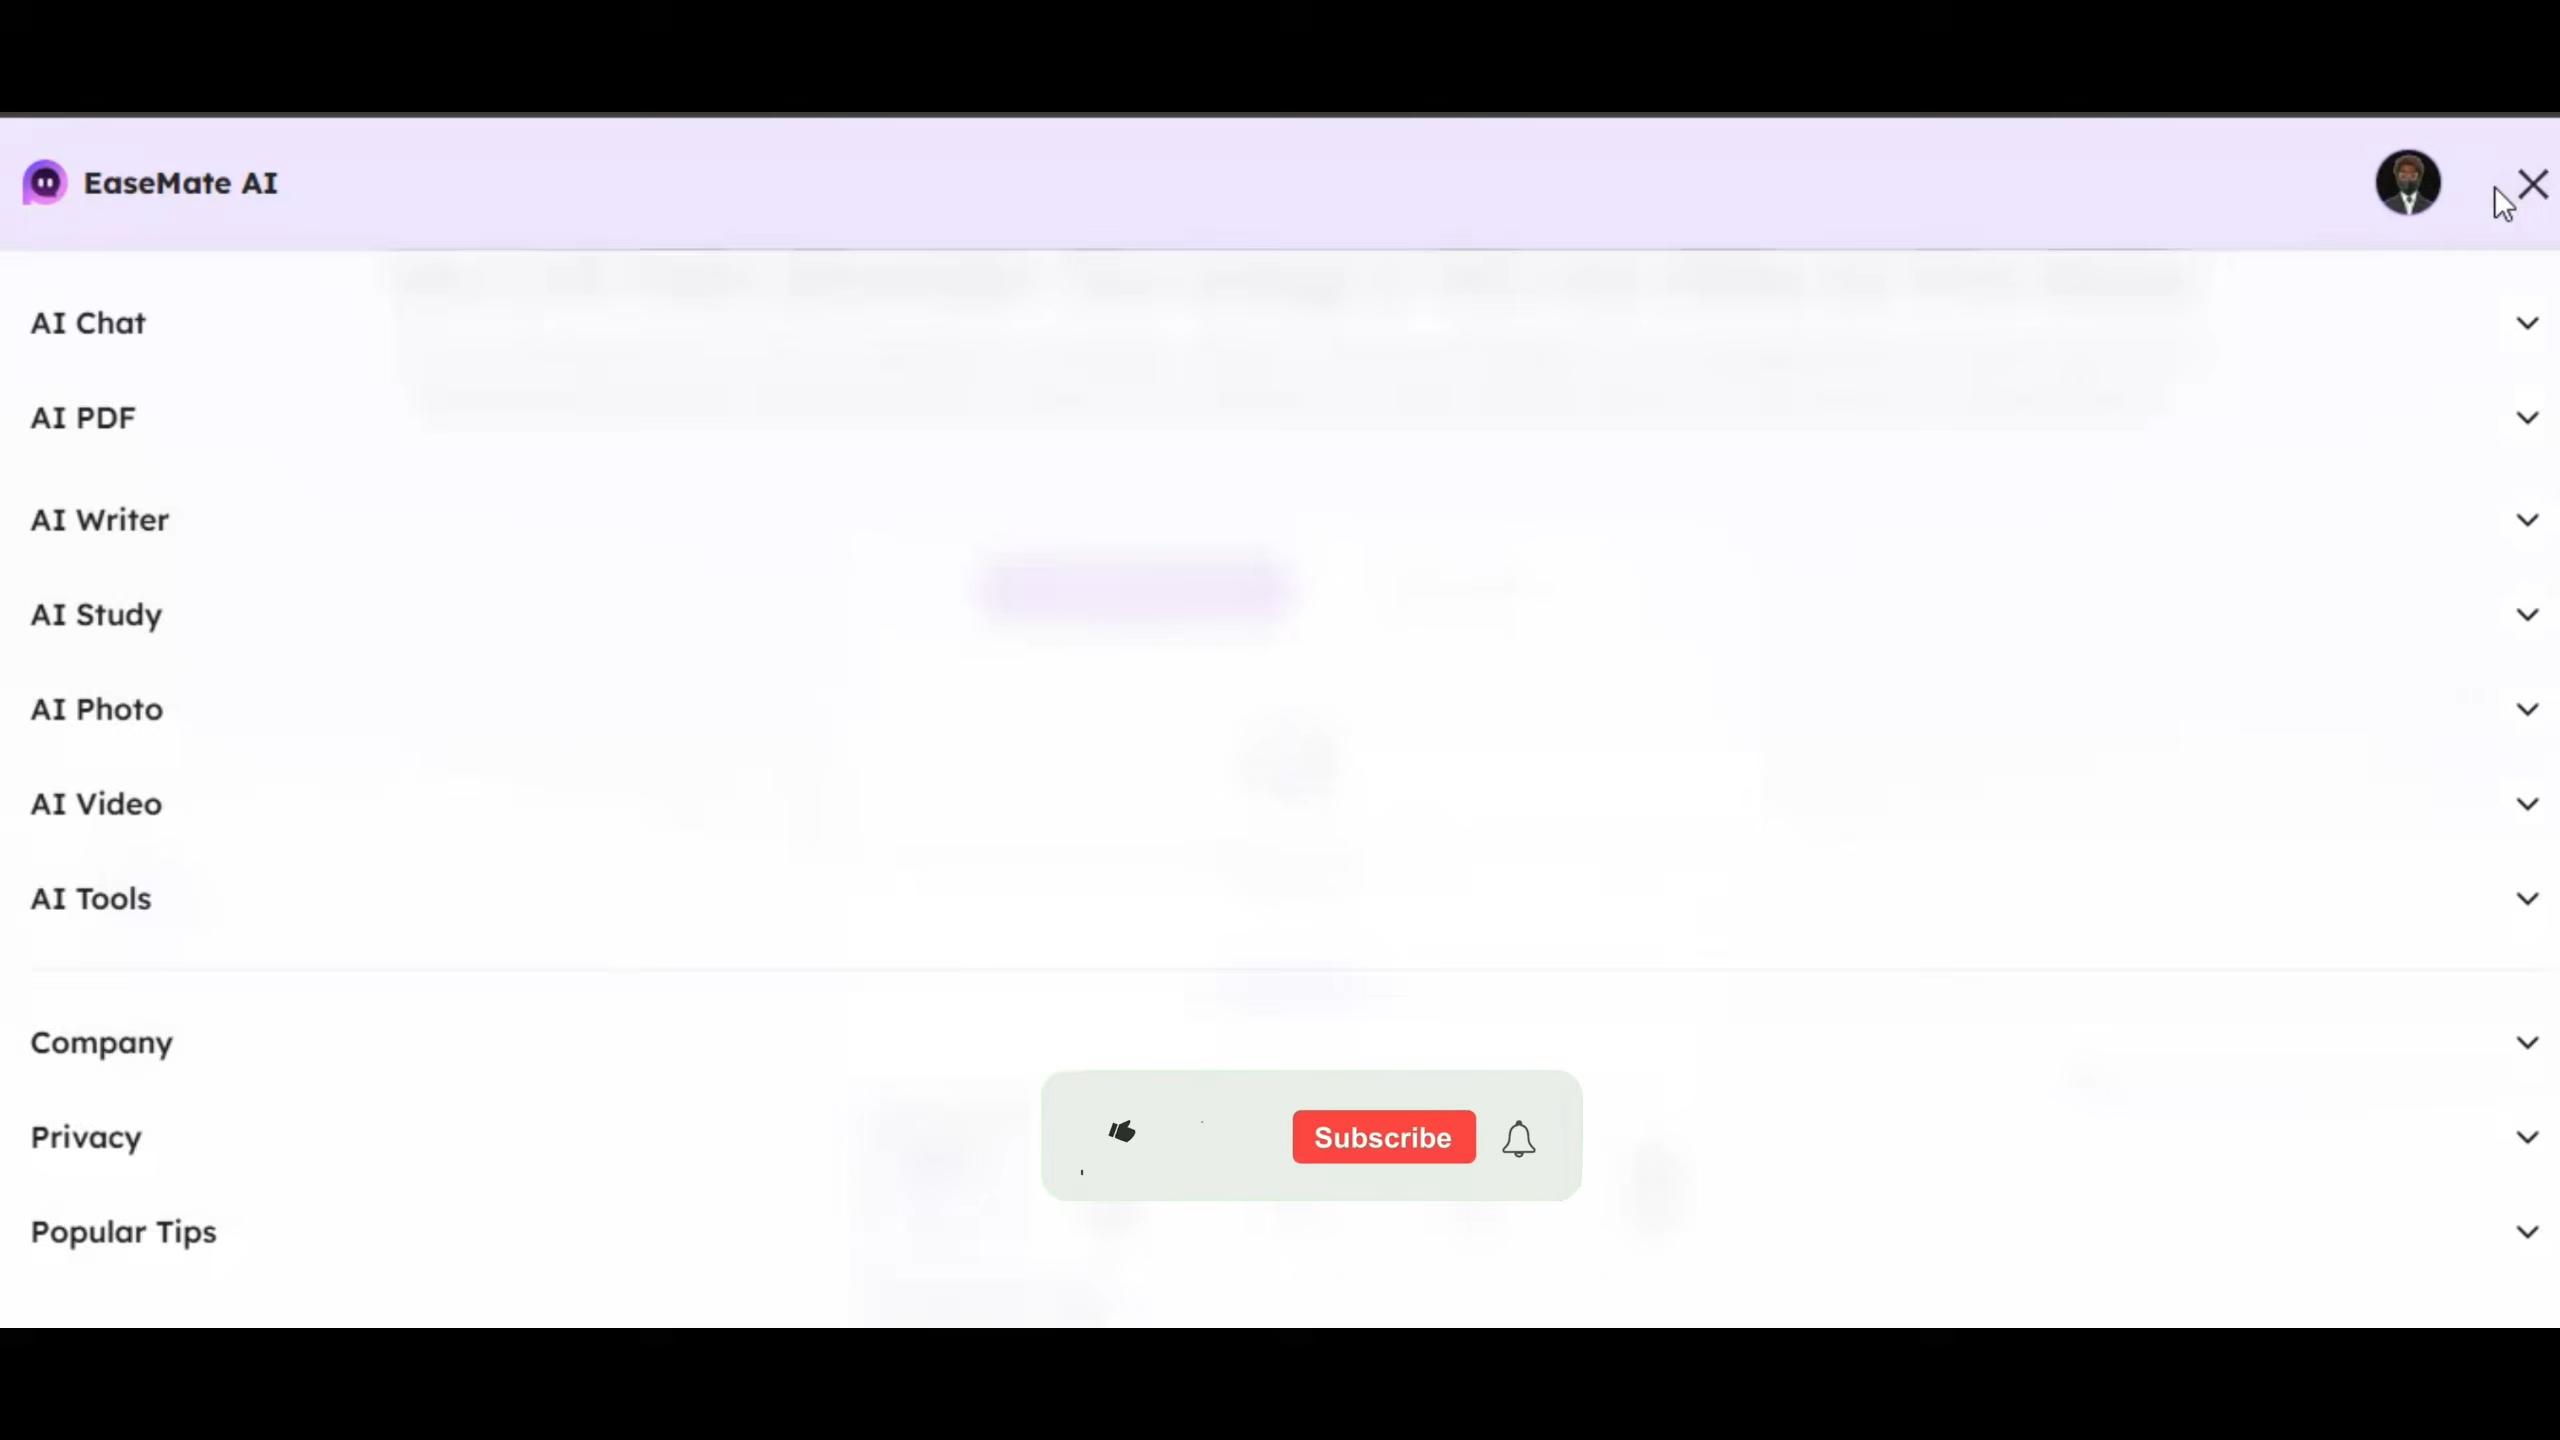 EaseMate AI
AI Chat
AI PDF
AI Writer
AI Study
AI Photo
AI Video
AI Tools
Company
Privacy
Popular Tips
Subscribe